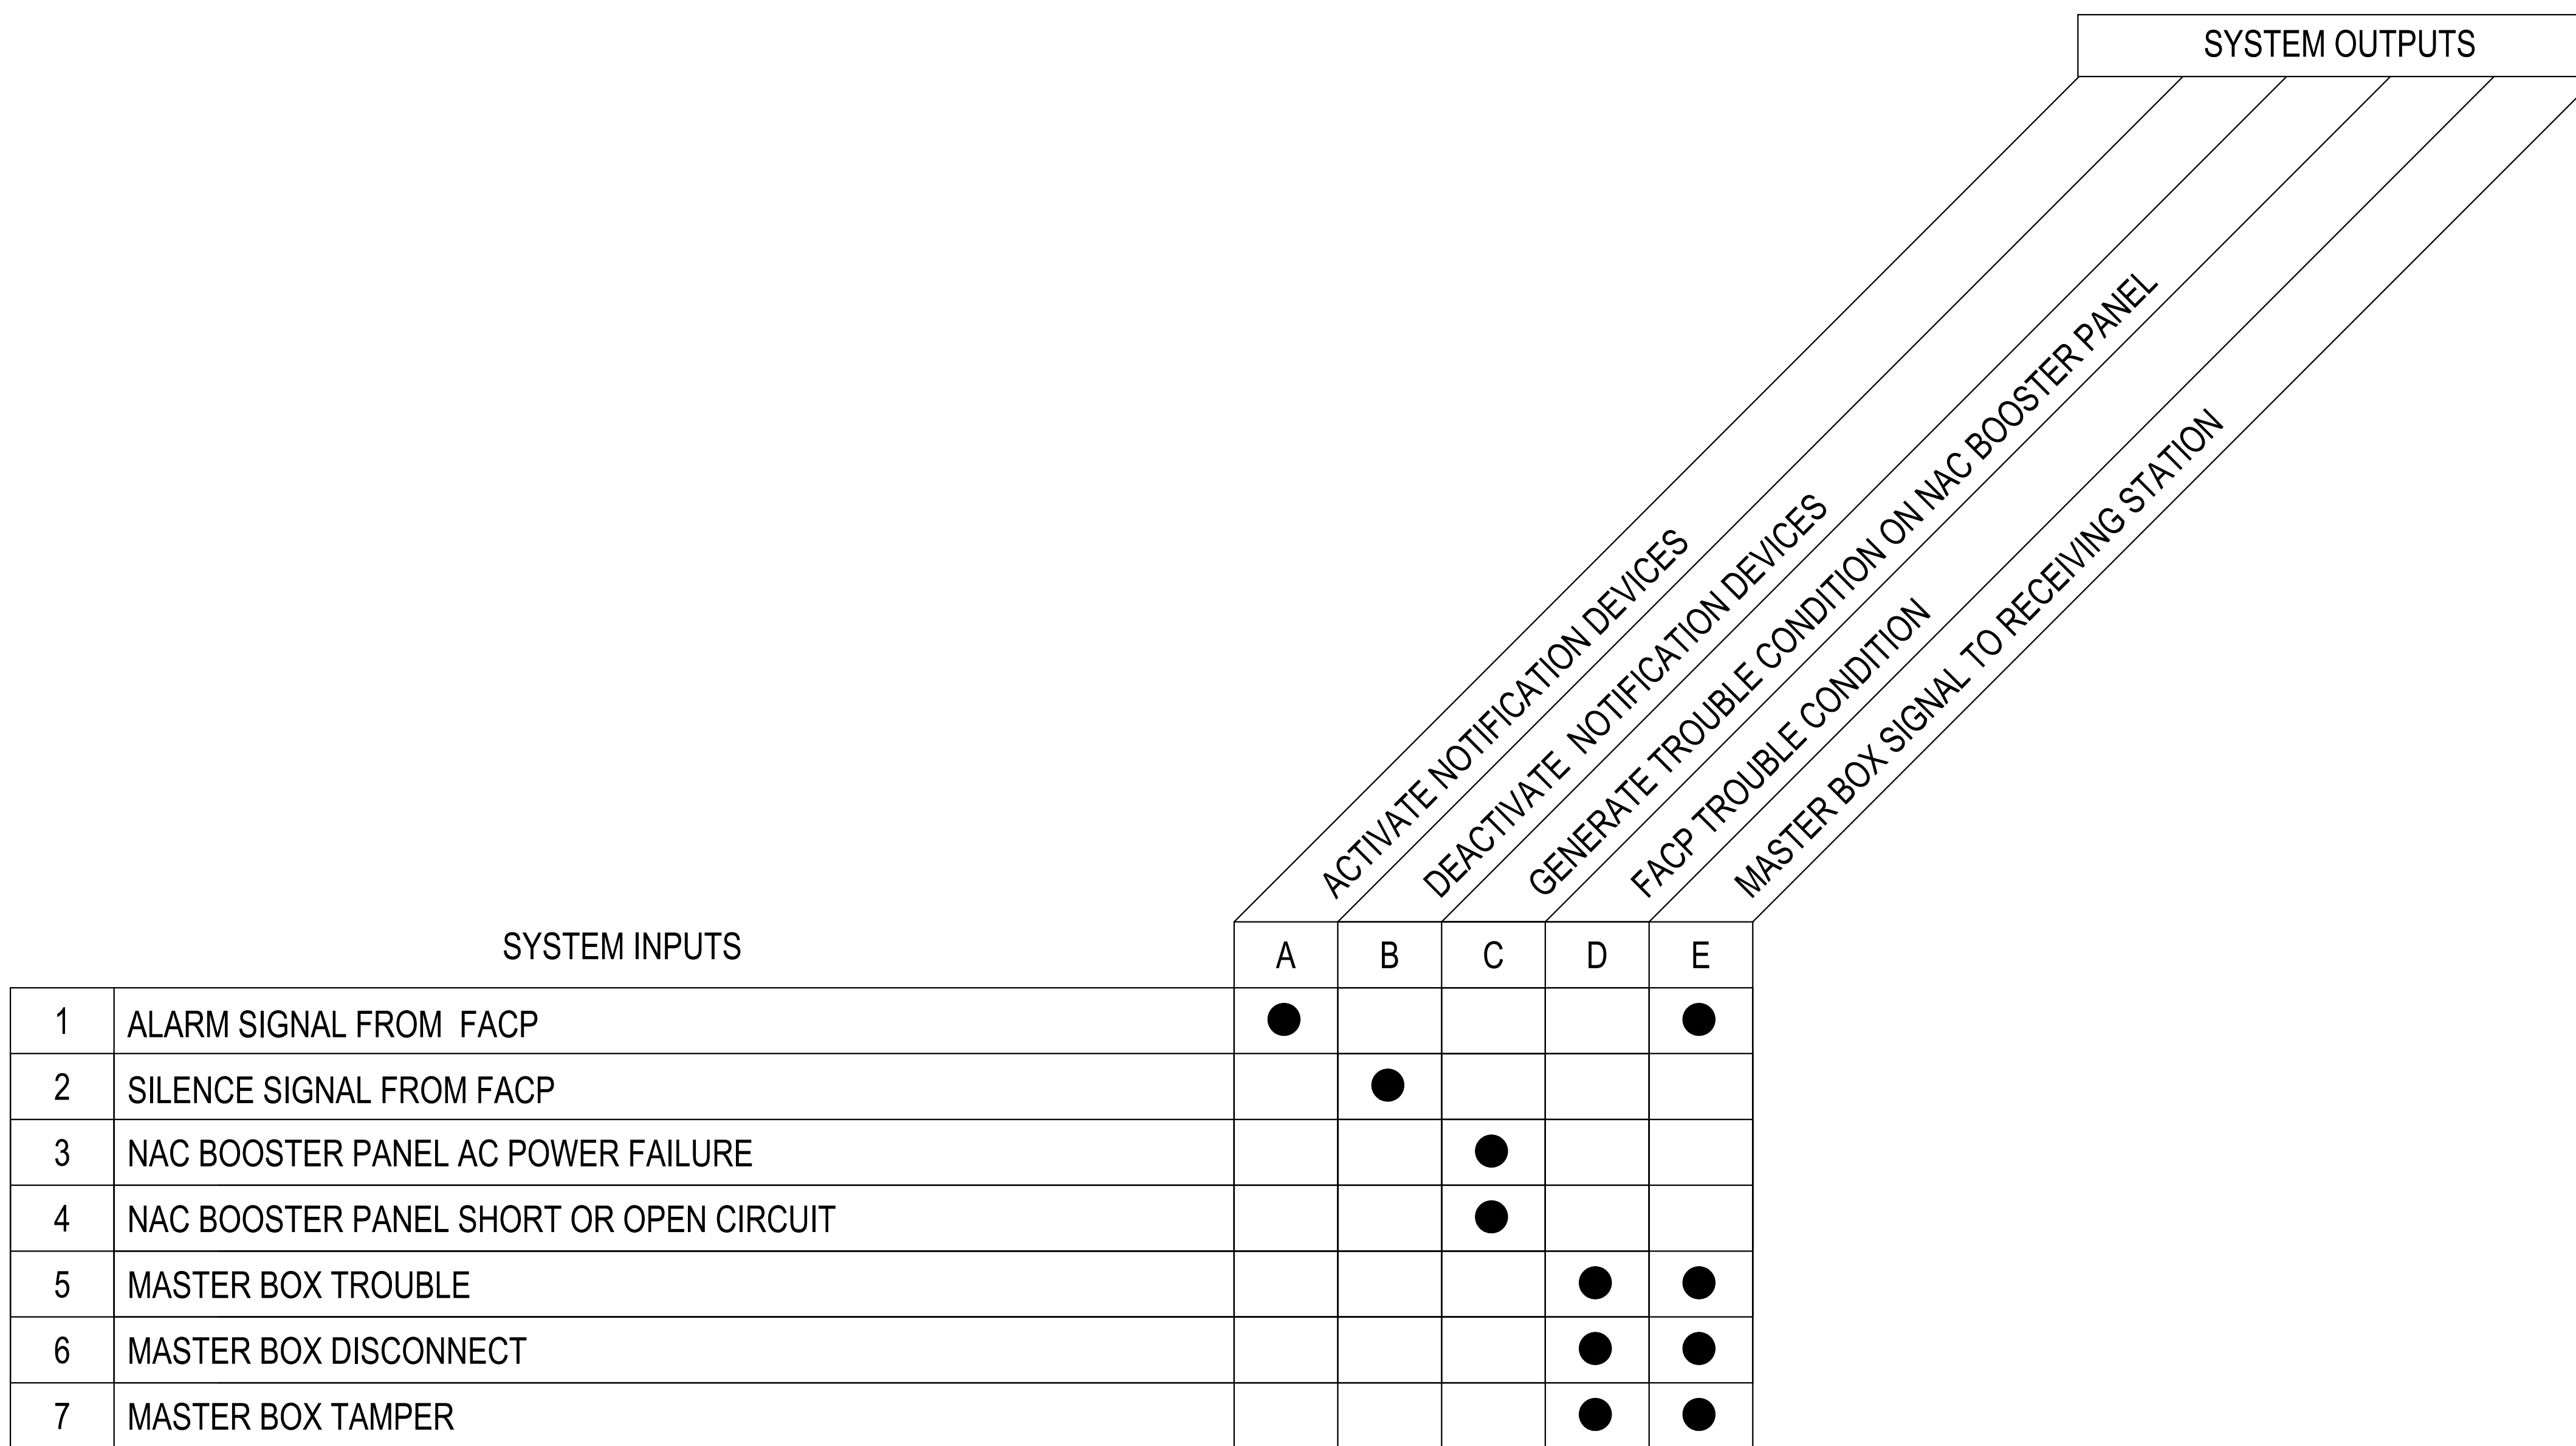 SYSTEM OUTPUTS
ACTIVATE NOTIFICATION DEVICES
DEACTIVATE NOTIFICATION DEVICES
GENERATE TROUBLE CONDITION ON NAC BOOSTER PANEL
FACP TROUBLE CONDITION
MASTER BOX SIGNAL TO RECEIVING STATION
SYSTEM INPUTS
A B C D E
1 ALARM SIGNAL FROM FACP
2 SILENCE SIGNAL FROM FACP
3 NAC BOOSTER PANEL AC POWER FAILURE
4 NAC BOOSTER PANEL SHORT OR OPEN CIRCUIT
5 MASTER BOX TROUBLE
6 MASTER BOX DISCONNECT
7 MASTER BOX TAMPER